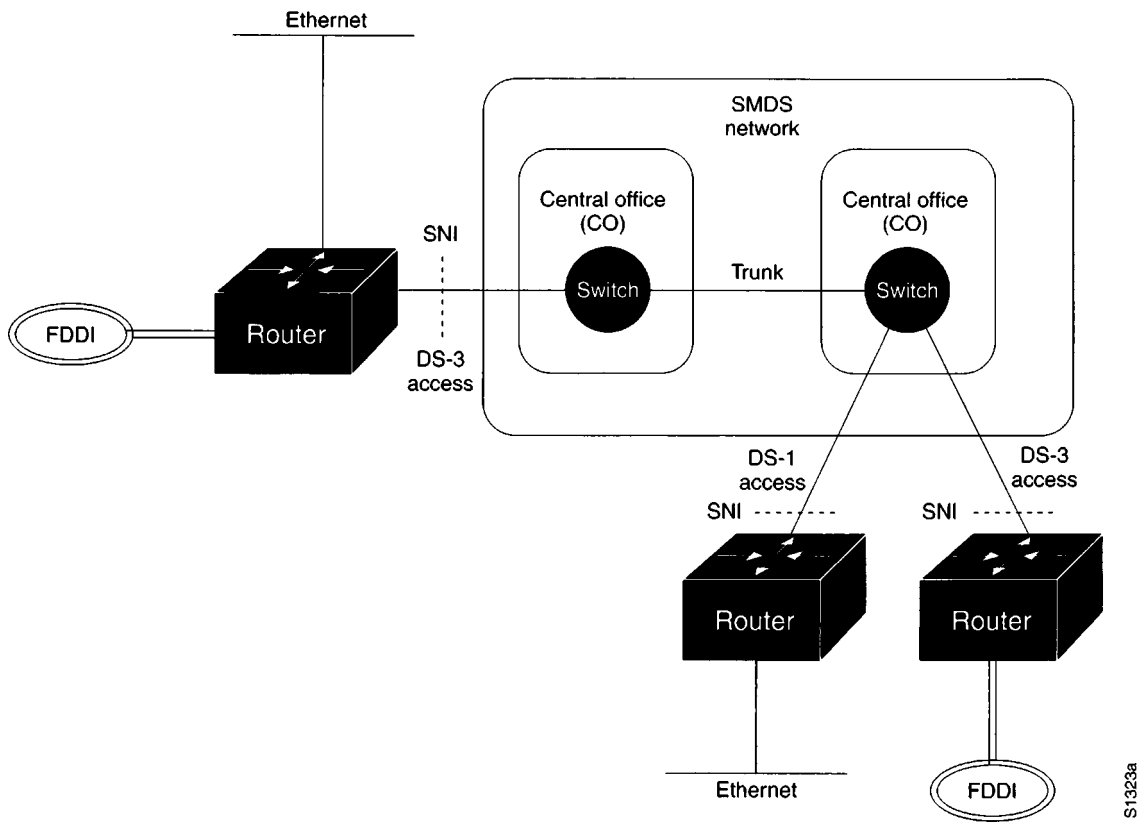 Ethernet
SMDS
network
Central office
(CO)
Central office
(CO)
SNI
Trunk
Switch
Switch
FDDI
Router
DS-3
access
DS-1
access
DS-3
access
SNI
SNI
Router
Router
Ethernet
FDDI
S1323a